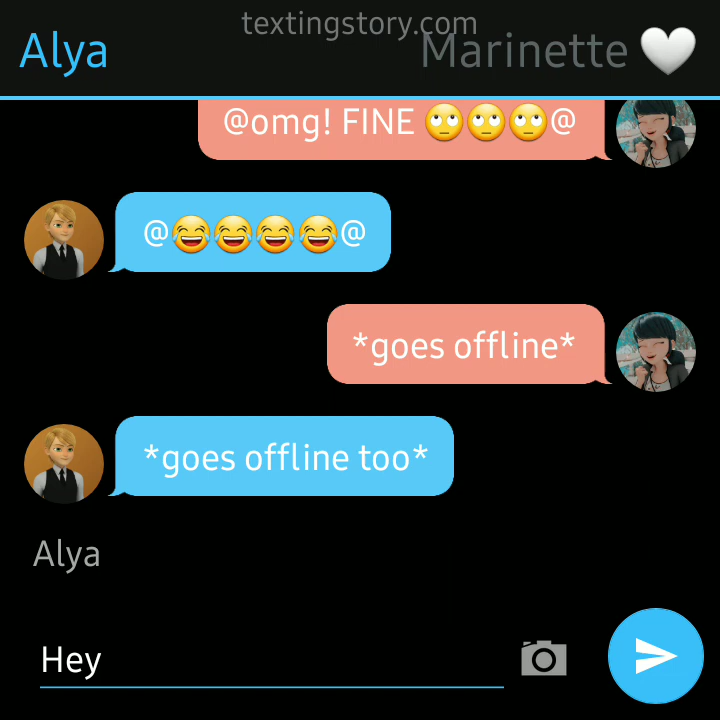 textingstory.com
Alya
Marinette 🤍
@omg! FINE 🙄🙄🙄@
@😂😂😂😂@
*goes offline*
*goes offline too*
Alya
Hey